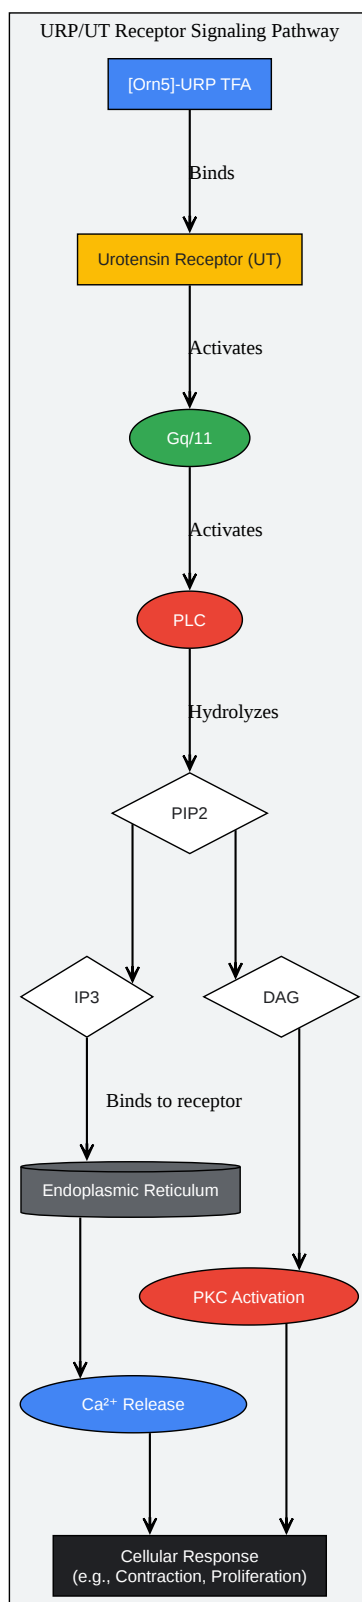 URP/UT Receptor Signaling Pathway
[Orn5]-URP TFA
Binds
Urotensin Receptor (UT)
Activates
Gq/11
Activates
PLC
Hydrolyzes
PIP2
IP3
DAG
Binds to receptor
Endoplasmic Reticulum
PKC Activation
Ca²⁺ Release
Cellular Response
(e.g., Contraction, Proliferation)